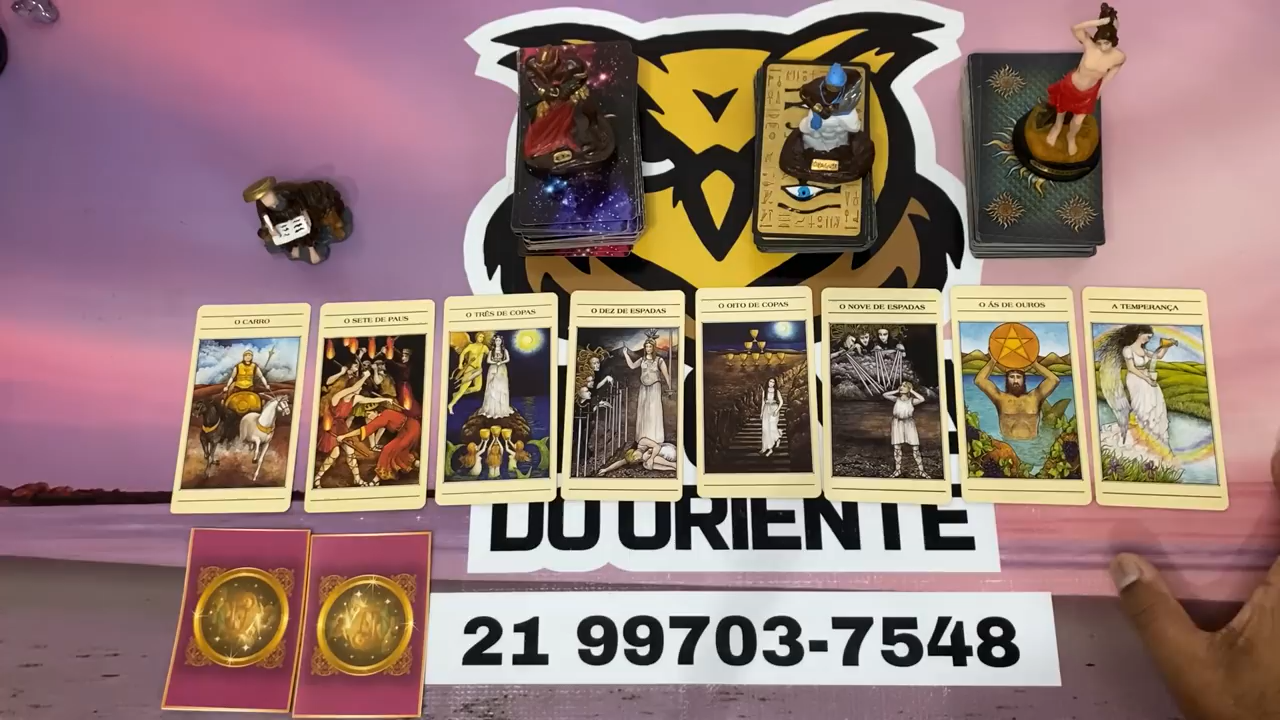 O CARRO
O SETE DE PAUS
O TRÊS DE COPAS
O DEZ DE ESPADAS
O OITO DE COPAS
O NOVE DE ESPADAS
O ÁS DE OUROS
A TEMPERANÇA
DO ORIENTE
21 99703-7548